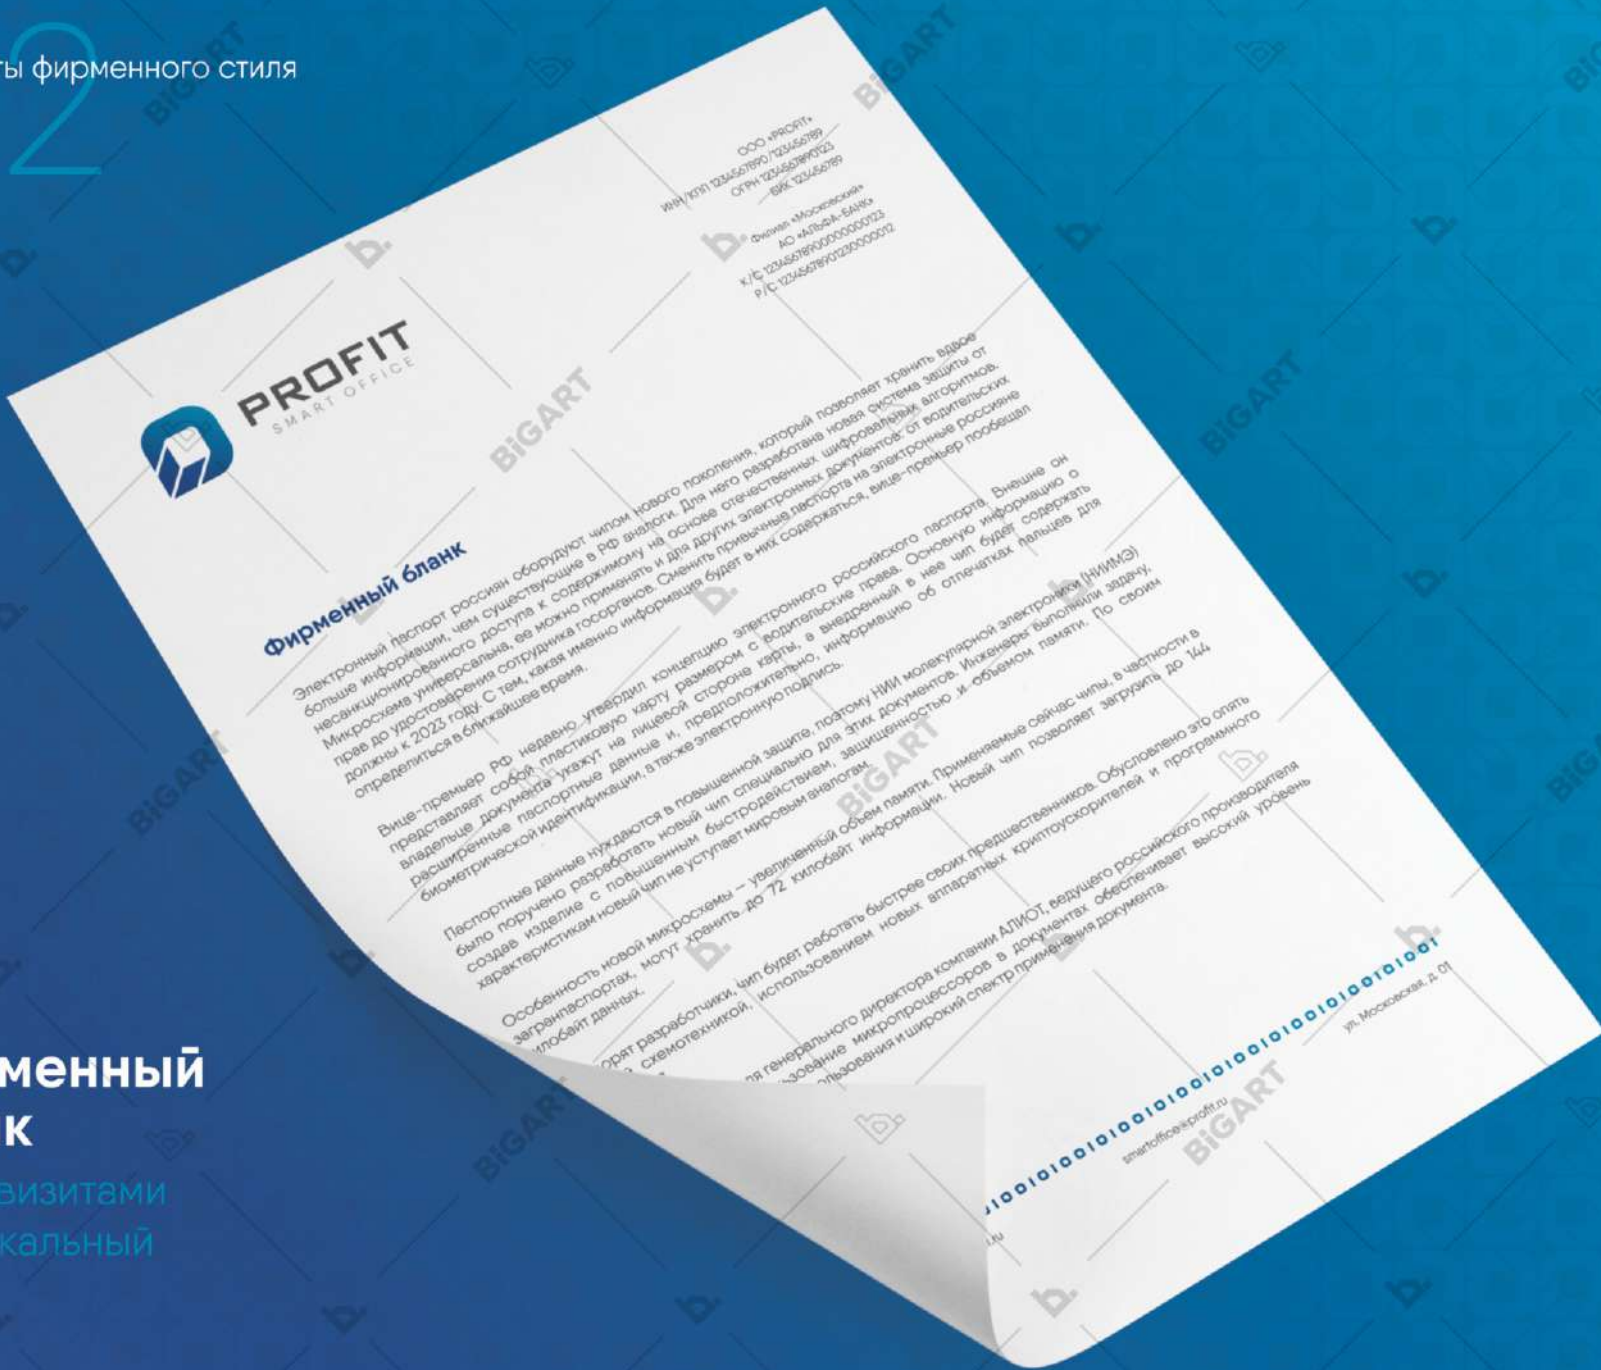 2
ты фирменного стиля
ООО «PROFIT»
ИНН/КПП 1234567890/123456789
ОГРН 1234567890123
БИК 123456789
Филиал «Московский»
АО «АЛЬФА-БАНК»
К/С 12345678900000000123
Р/С 12345678901230000012
PROFIT
SMART OFFICE
Фирменный бланк
Электронный паспорт россиян оборудуют чипом нового поколения, который позволяет хранить вдвое
больше информации, чем существующие в РФ аналоги. Для него разработана новая система защиты от
несанкционированного доступа к содержимому на основе отечественных шифровальных алгоритмов.
Микросхема универсальна, ее можно применять и для других электронных документов: от водительских
прав до удостоверения сотрудника госорганов. Сменить привычные паспорта на электронные россияне
должны к 2023 году. С тем, какая именно информация будет в них содержаться, вице-премьер пообещал
определиться в ближайшее время.
Вице-премьер РФ недавно утвердил концепцию электронного российского паспорта. Внешне он
представляет собой пластиковую карту размером с водительские права. Основную информацию о
владельце документа укажут на лицевой стороне карты, а внедренный в нее чип будет содержать
расширенные паспортные данные и, предположительно, информацию об отпечатках пальцев для
биометрической идентификации, а также электронную подпись.
Паспортные данные нуждаются в повышенной защите, поэтому НИИ молекулярной электроники (НИИМЭ)
было поручено разработать новый чип специально для этих документов. Инженеры выполнили задачу,
создав изделие с повышенным быстродействием, защищенностью и объемом памяти. По своим
характеристикам новый чип не уступает мировым аналогам.
Особенность новой микросхемы – увеличенный объем памяти. Применяемые сейчас чипы, в частности в
загранпаспортах, могут хранить до 72 килобайт информации. Новый чип позволяет загрузить до 144
илобайт данных.
орят разработчики, чип будет работать быстрее своих предшественников. Обусловлено это опять
схемотехникой, использованием новых аппаратных криптоускорителей и программного
ля генерального директора компании АЛИОТ, ведущего российского производителя
ьзование микропроцессоров в документах обеспечивает высокий уровень
ользования и широкий спектр применения документа.
smartoffice@profit.ru
ул. Московская, д. 01
.ru
менный
к
визитами
кальный
BiGART